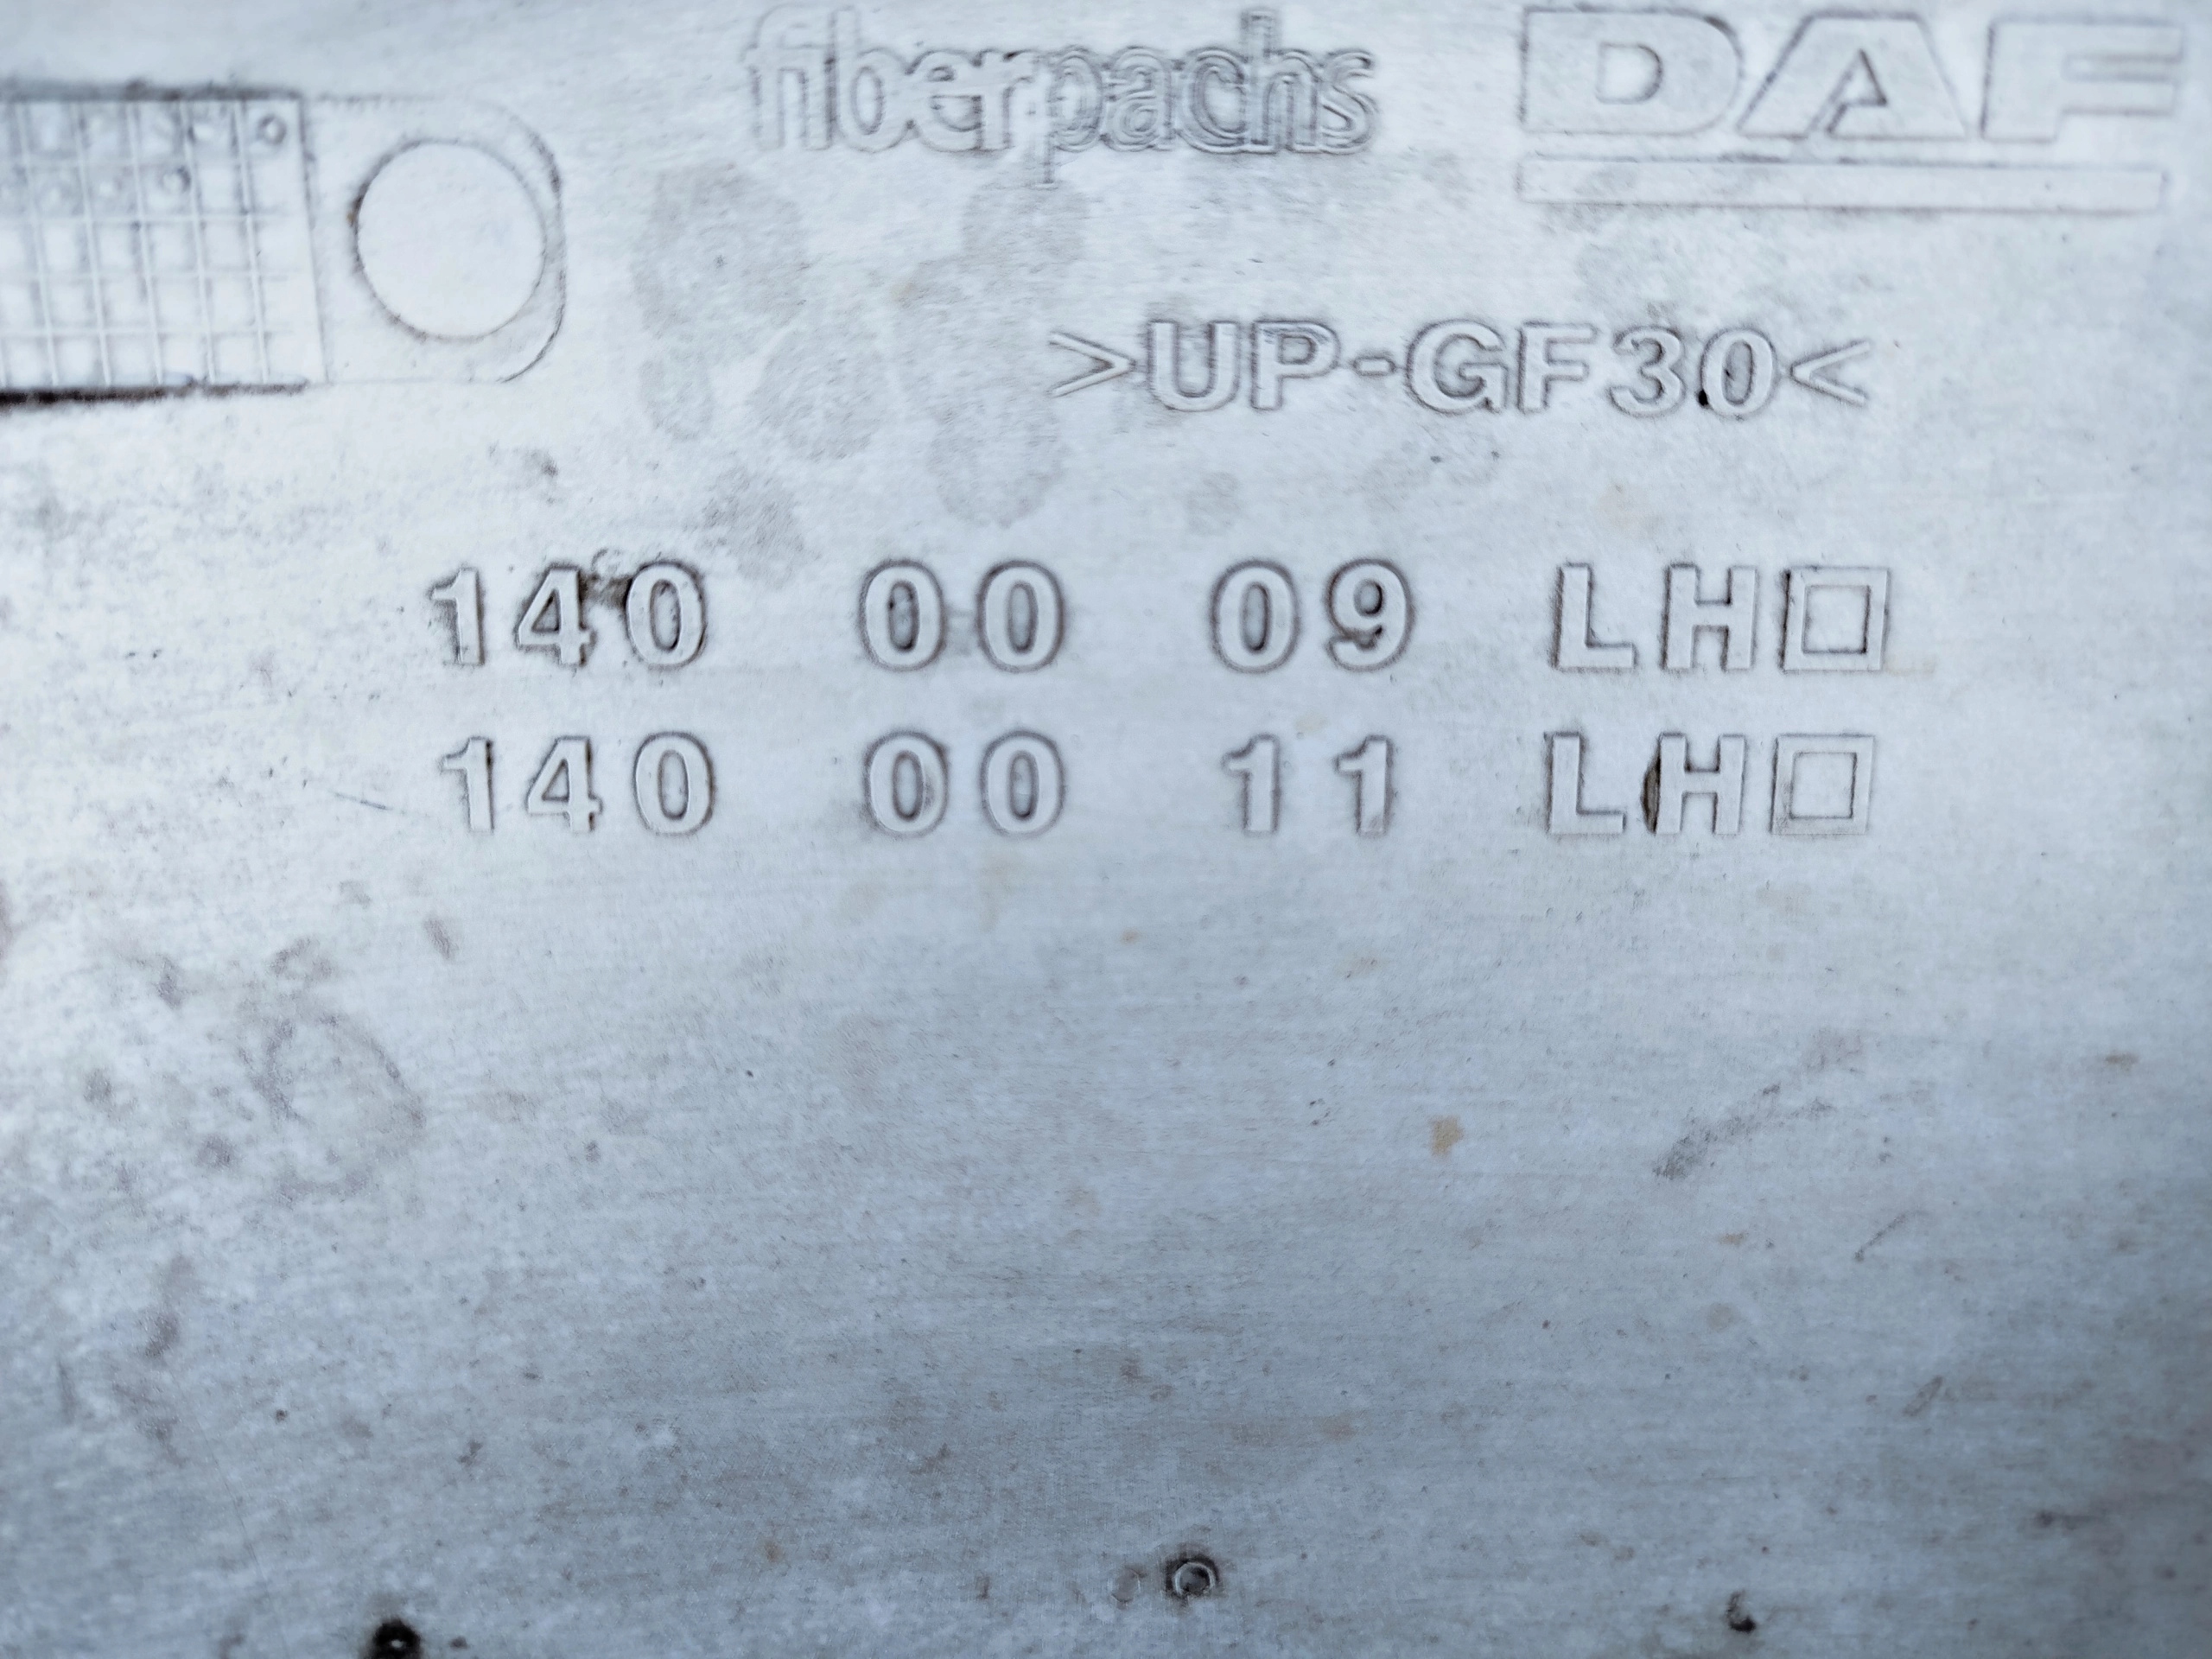 fiberpachs DAF
>UP-GF30<
140 00 09 LH□
140 00 11 LH□